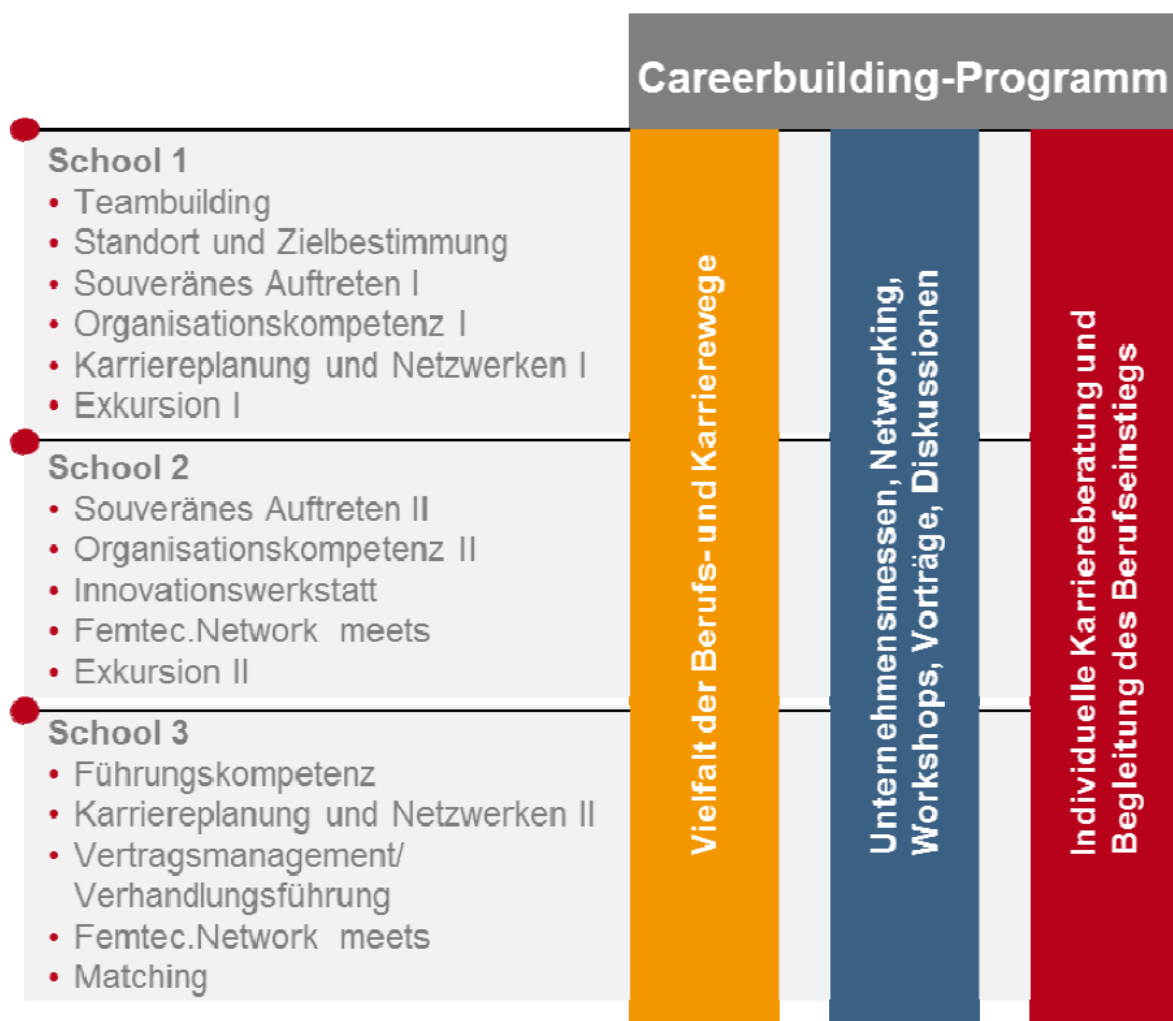 Careerbuilding-Programm
School 1
• Teambuilding
• Standort und Zielbestimmung
• Souveränes Auftreten I
• Organisationskompetenz I
• Karriereplanung und Netzwerken I
• Exkursion I
School 2
• Souveränes Auftreten II
• Organisationskompetenz II
• Innovationswerkstatt
• Femtec.Network meets
• Exkursion II
School 3
• Führungskompetenz
• Karriereplanung und Netzwerken II
• Vertragsmanagement/
Verhandlungsführung
• Femtec.Network meets
• Matching
Vielfalt der Berufs- und Karrierewege
Unternehmensmessen, Networking,
Workshops, Vorträge, Diskussionen
Individuelle Karriereberatung und
Begleitung des Berufseinstiegs